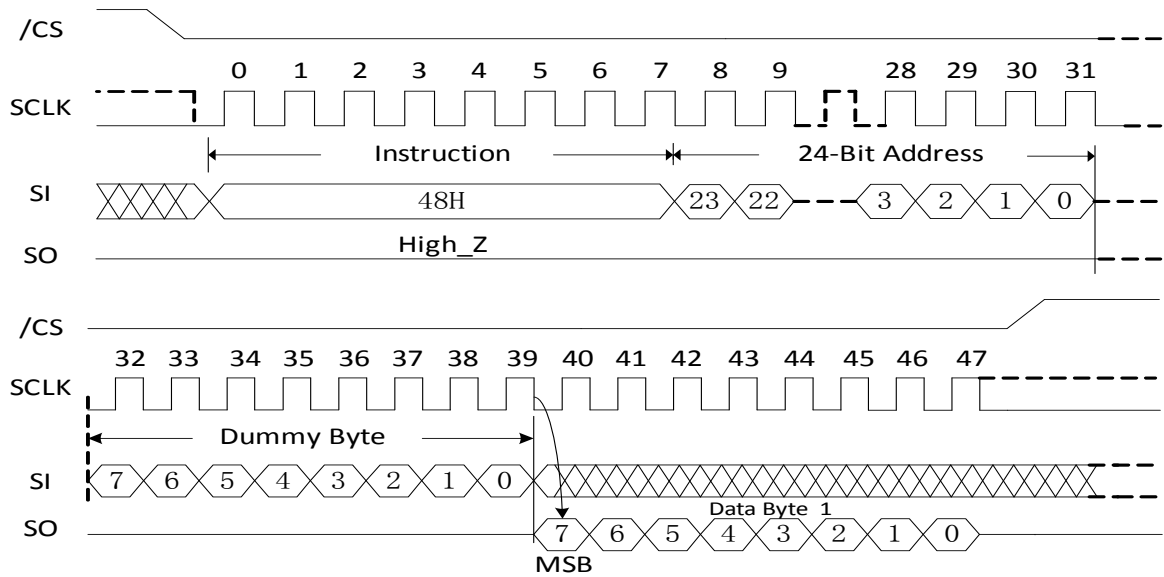 /CS
0 1 2 3 4 5 6 7 8 9 28 29 30 31
SCLK
Instruction 24-Bit Address
SI 48H 23 22 3 2 1 0
High_Z
SO
/CS
32 33 34 35 36 37 38 39 40 41 42 43 44 45 46 47
SCLK
Dummy Byte
SI 7 6 5 4 3 2 1 0
Data Byte 1
SO 7 6 5 4 3 2 1 0
MSB